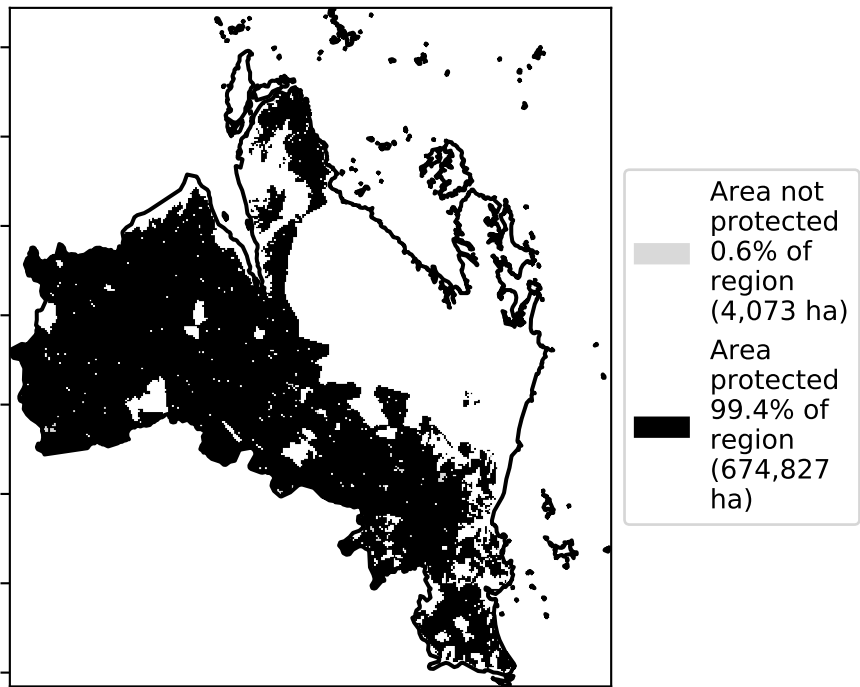 Area not
protected
0.6% of
region
(4,073 ha)
Area
protected
99.4% of
region
(674,827
ha)